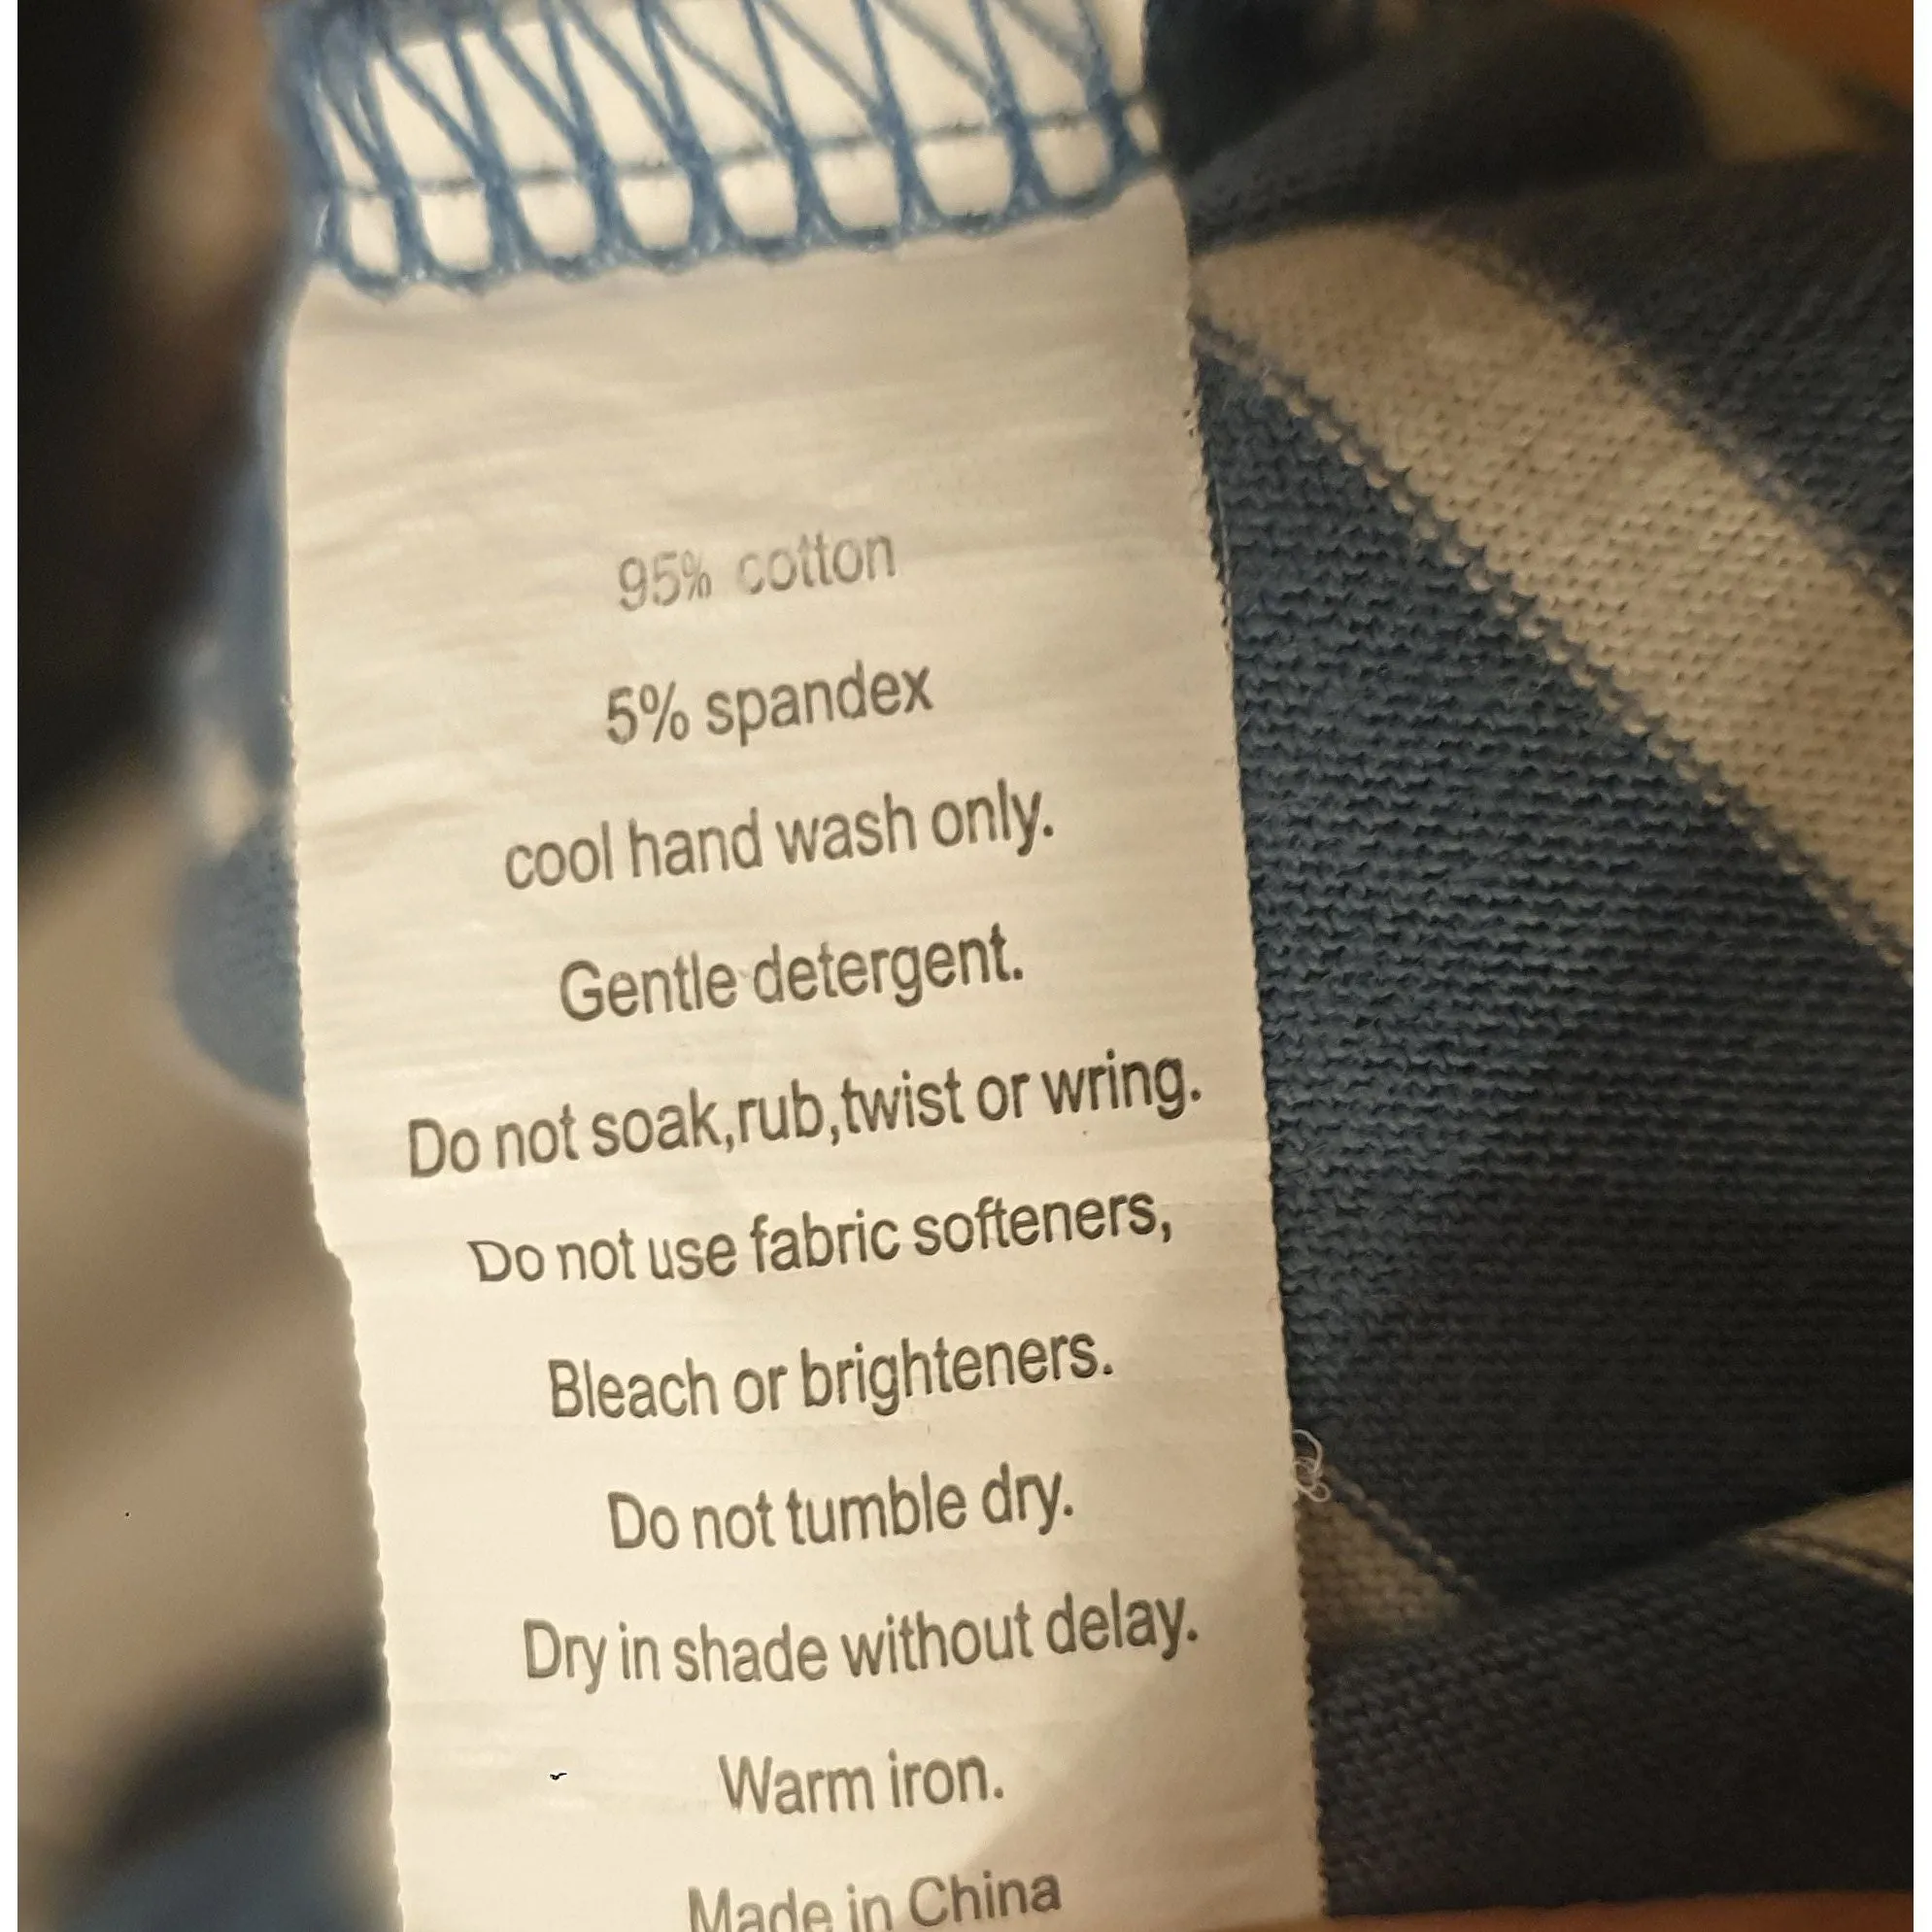 95% cotton
5% spandex
cool hand wash only.
Gentle detergent.
Do not soak,rub,twist or wring.
Do not use fabric softeners,
Bleach or brighteners.
Do not tumble dry.
Dry in shade without delay.
Warm iron.
Made in China